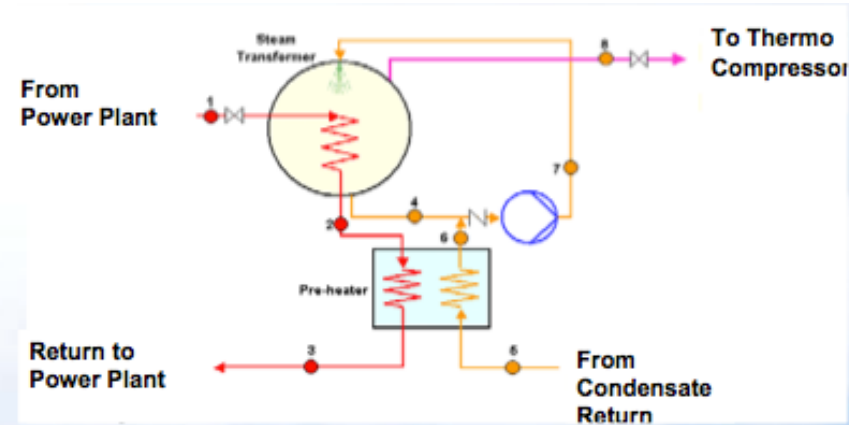 Steam
Transformer
8
To Thermo
Compressor
From
Power Plant
1
7
4
2
6
Pre-heater
Return to
Power Plant
3
5
From
Condensate
Return